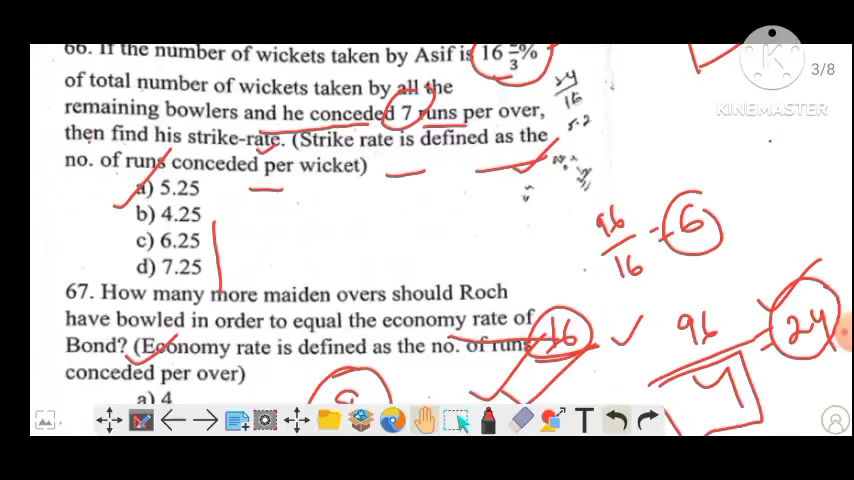 66. If the number of wickets taken by Asif is 16 2/3%
of total number of wickets taken by all the
remaining bowlers and he conceded 7 runs per over,
then find his strike-rate. (Strike rate is defined as the
no. of runs conceded per wicket)
a) 5.25
b) 4.25
c) 6.25
d) 7.25
67. How many more maiden overs should Roch
have bowled in order to equal the economy rate of
Bond? (Economy rate is defined as the no. of runs
conceded per over)
a) 4
24/16
5.2
96/16 = 6
16
96/4 = 24
3/8
KINEMASTER
T